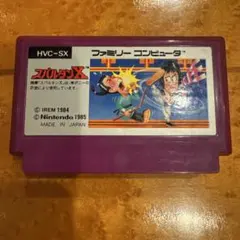 HVC-SX
ファミリー コンピュータ
スパルタンX
© IREM 1984
© Nintendo 1985
MADE IN JAPAN